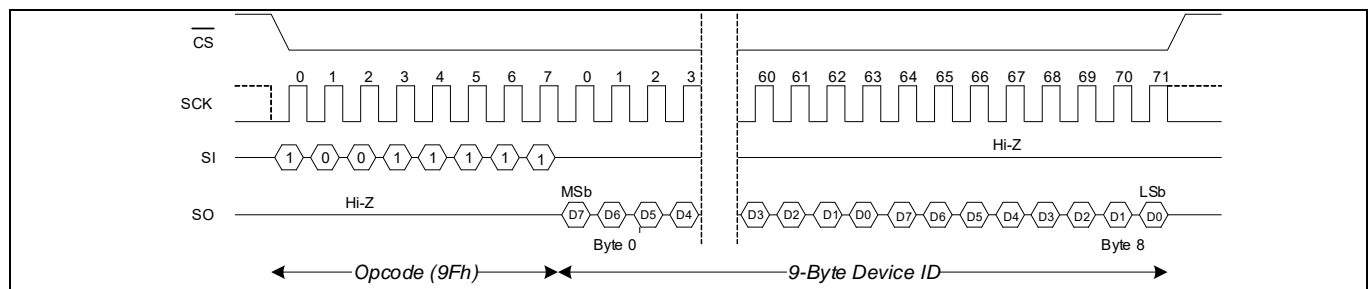 CS
0 1 2 3 4 5 6 7 0 1 2 3 60 61 62 63 64 65 66 67 68 69 70 71
SCK
Hi-Z
SI 1 0 0 1 1 1 1 1
MSb LSb
Hi-Z
SO D7 D6 D5 D4 D3 D2 D1 D0 D7 D6 D5 D4 D3 D2 D1 D0
Byte 0 Byte 8
Opcode (9Fh) 9-Byte Device ID